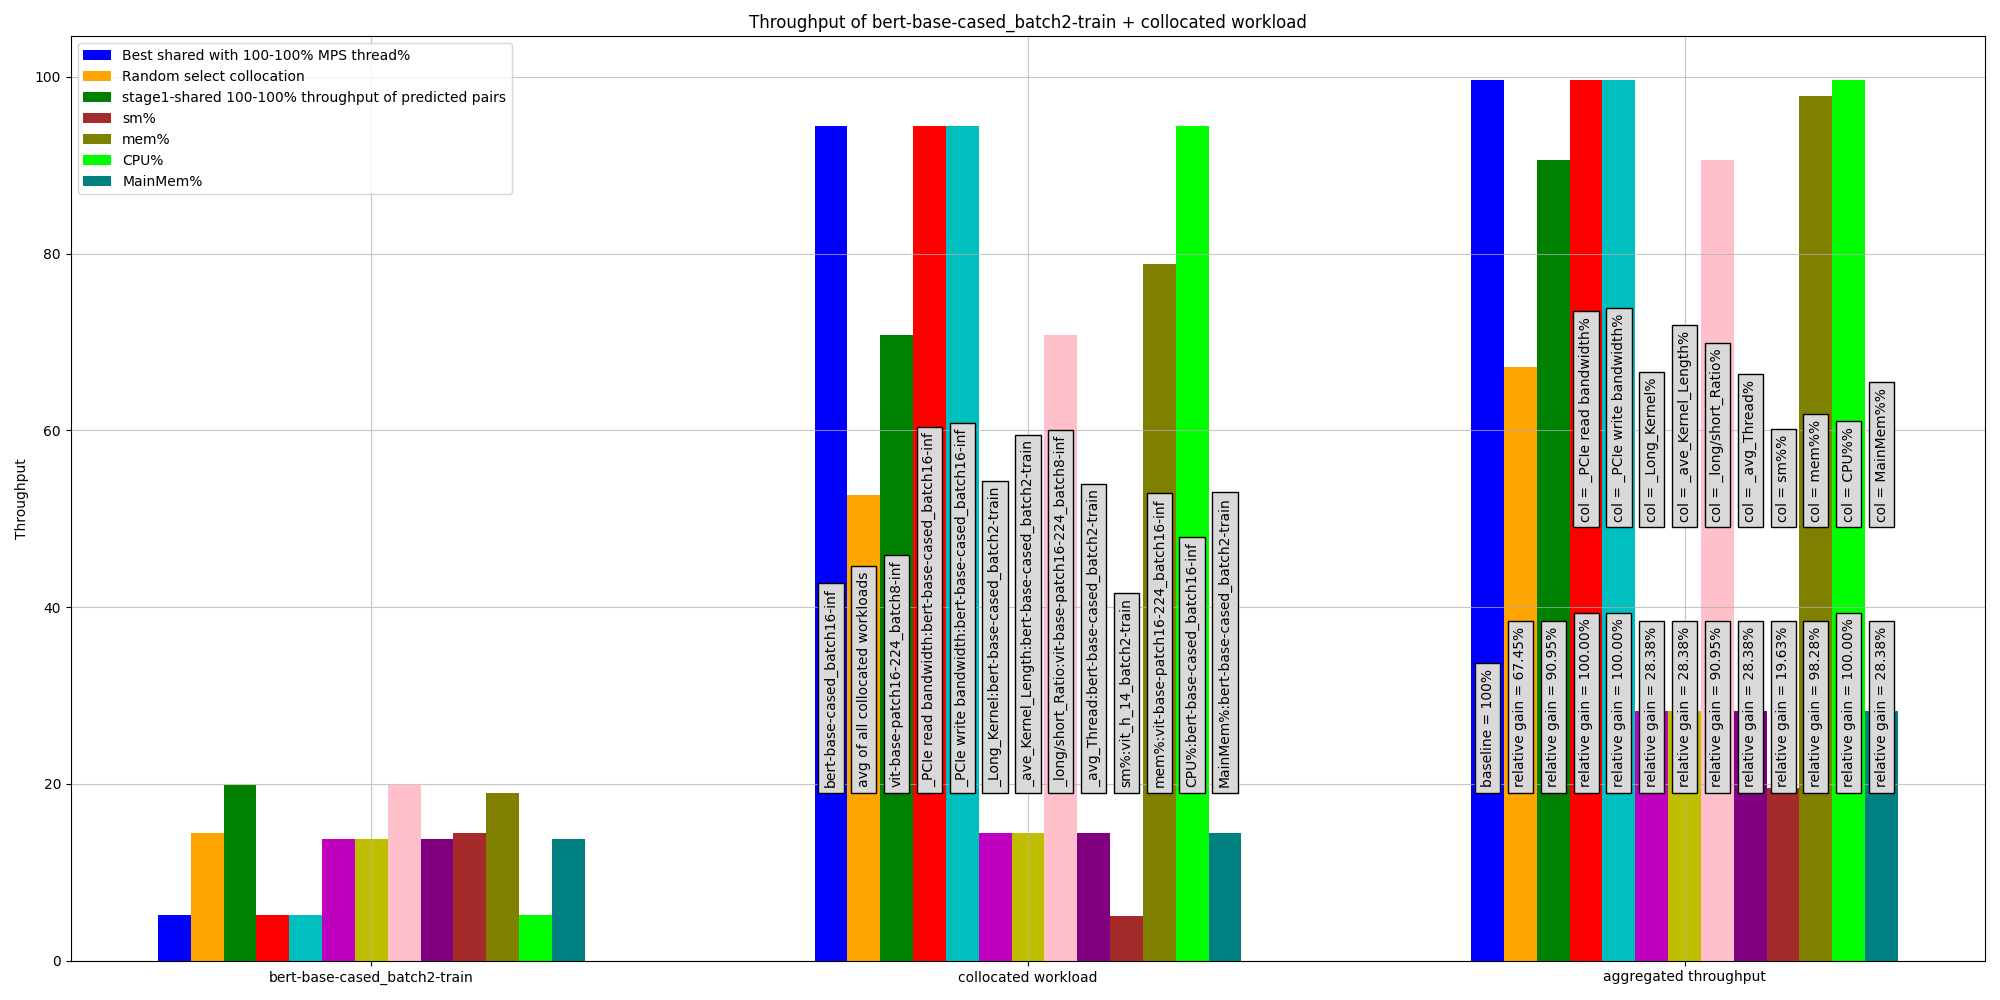 Throughput of bert-base-cased_batch2-train + collocated workload
Best shared with 100-100% MPS thread%
Random select collocation
stage1-shared 100-100% throughput of predicted pairs
sm%
mem%
CPU%
MainMem%
Throughput
100
80
60
40
20
0
bert-base-cased_batch16-inf
avg of all collocated workloads
vit-base-patch16-224_batch8-inf
_PCIe read bandwidth:bert-base-cased_batch16-inf
_PCIe write bandwidth:bert-base-cased_batch16-inf
_Long_Kernel:bert-base-cased_batch2-train
_ave_Kernel_Length:bert-base-cased_batch2-train
_long/short_Ratio:vit-base-patch16-224_batch8-inf
_avg_Thread:bert-base-cased_batch2-train
sm%:vit_h_14_batch2-train
mem%:vit-base-patch16-224_batch16-inf
CPU%:bert-base-cased_batch16-inf
MainMem%:bert-base-cased_batch2-train
col = _PCIe read bandwidth%
col = _PCIe write bandwidth%
col = _Long_Kernel%
col = _ave_Kernel_Length%
col = _long/short_Ratio%
col = _avg_Thread%
col = sm%%
col = mem%%
col = CPU%%
col = MainMem%%
baseline = 100%
relative gain = 67.45%
relative gain = 90.95%
relative gain = 100.00%
relative gain = 100.00%
relative gain = 28.38%
relative gain = 28.38%
relative gain = 90.95%
relative gain = 28.38%
relative gain = 19.63%
relative gain = 98.28%
relative gain = 100.00%
relative gain = 28.38%
bert-base-cased_batch2-train
collocated workload
aggregated throughput